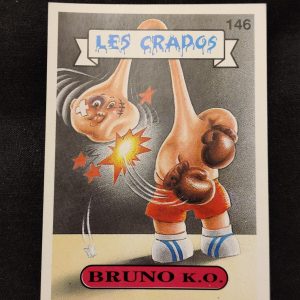 146
LES CRADOS
BRUNO K.O.